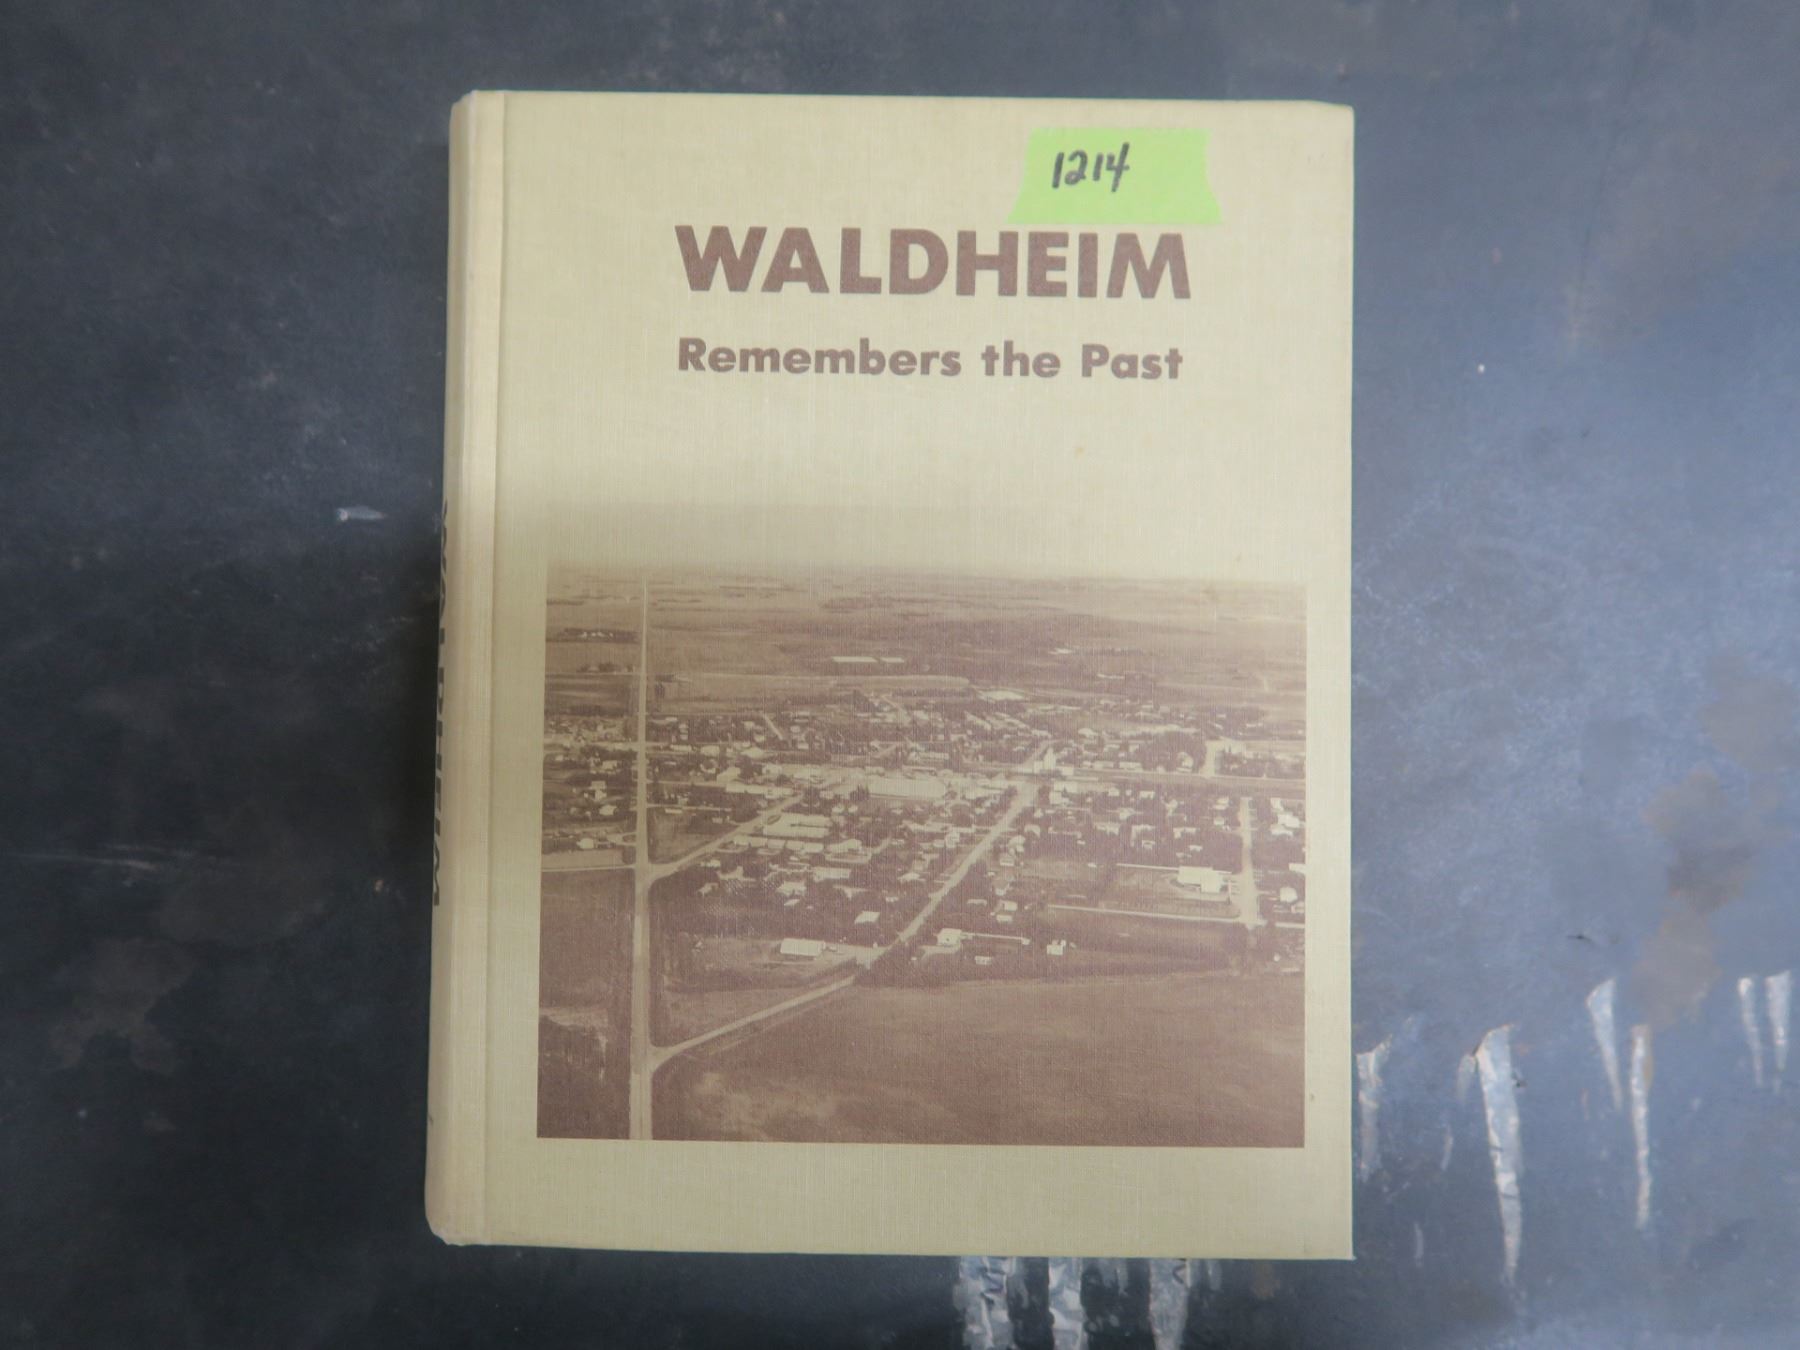 1214
WALDHEIM
Remembers the Past
WALDHEIM